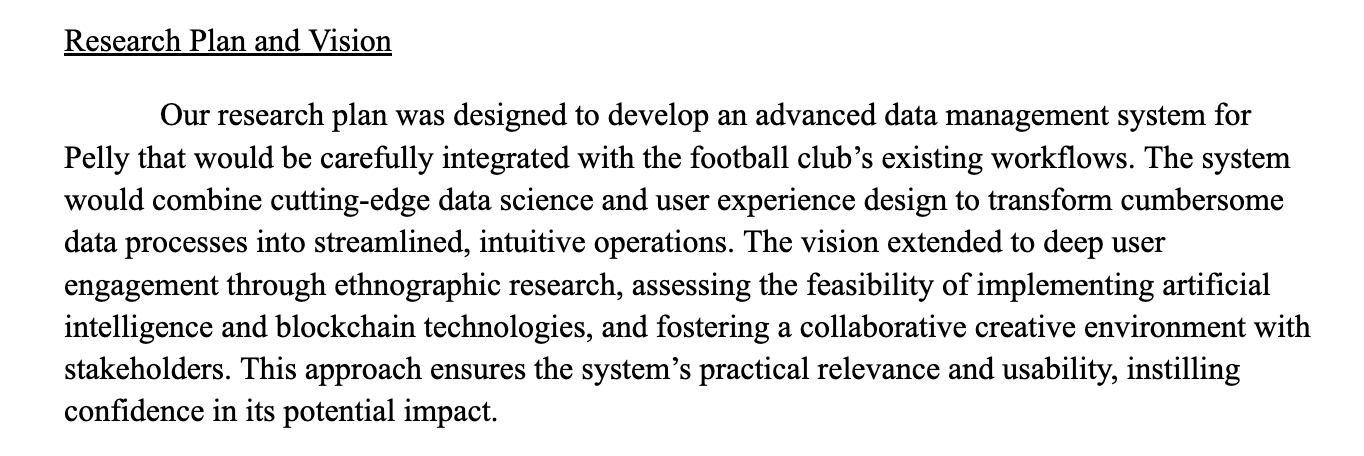 Research Plan and Vision
Our research plan was designed to develop an advanced data management system for
Pelly that would be carefully integrated with the football club’s existing workflows. The system
would combine cutting-edge data science and user experience design to transform cumbersome
data processes into streamlined, intuitive operations. The vision extended to deep user
engagement through ethnographic research, assessing the feasibility of implementing artificial
intelligence and blockchain technologies, and fostering a collaborative creative environment with
stakeholders. This approach ensures the system’s practical relevance and usability, instilling
confidence in its potential impact.